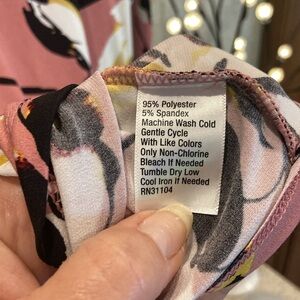 95% Polyester
5% Spandex
Machine Wash Cold
Gentle Cycle
With Like Colors
Only Non-Chlorine
Bleach If Needed
Tumble Dry Low
Cool Iron If Needed
RN31104